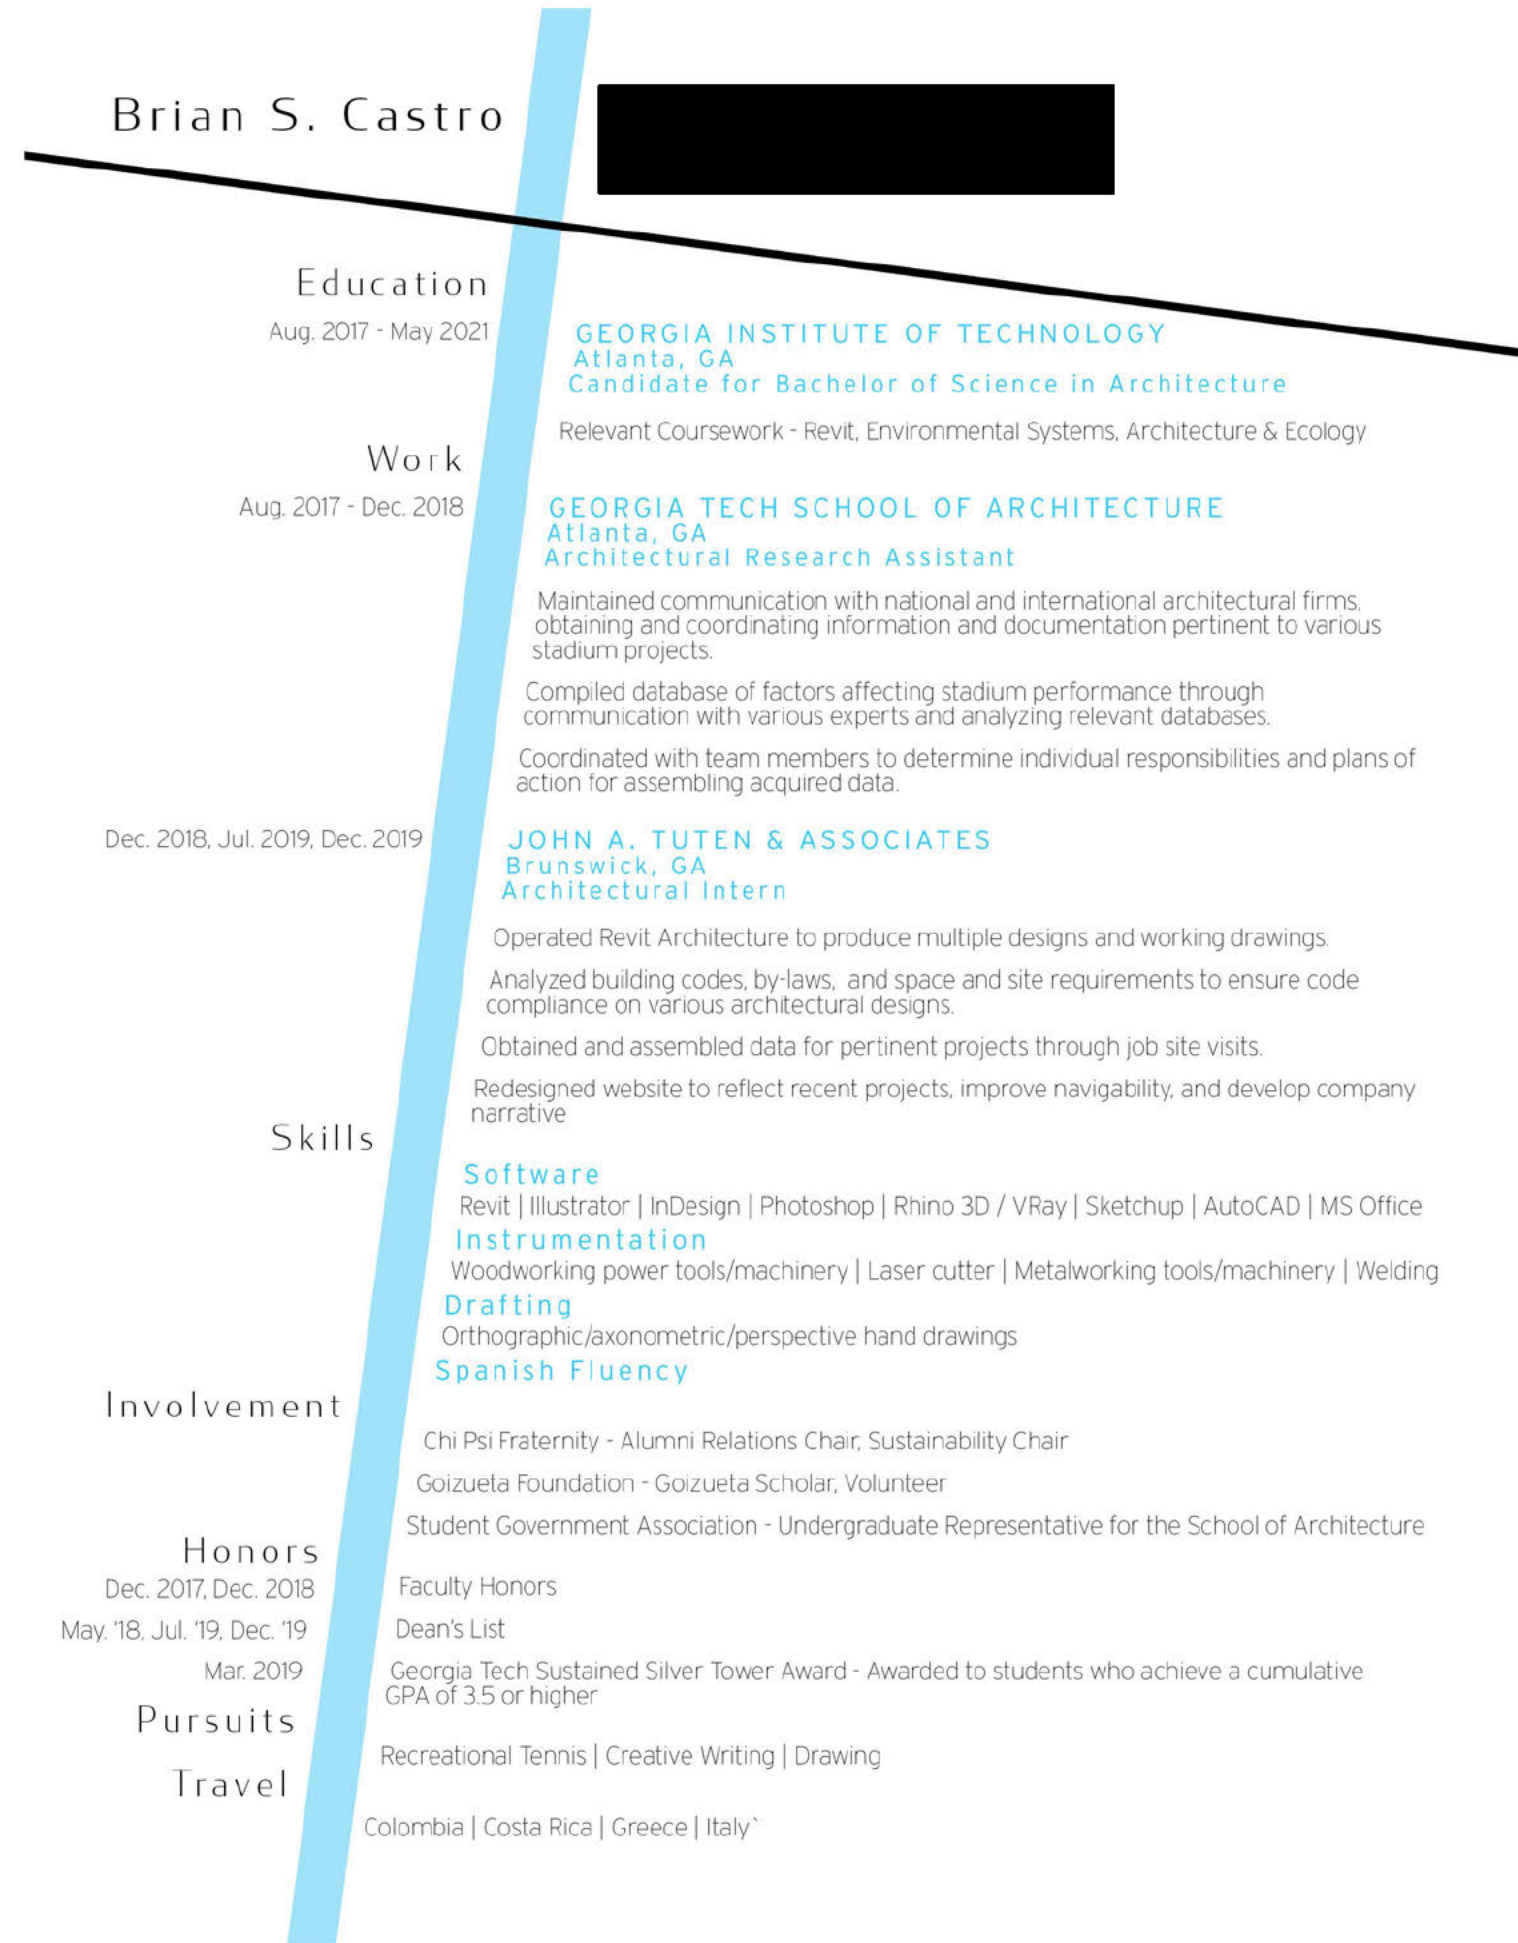 Brian S. Castro
Education
Aug. 2017 - May 2021
GEORGIA INSTITUTE OF TECHNOLOGY
Atlanta, GA
Candidate for Bachelor of Science in Architecture
Relevant Coursework - Revit, Environmental Systems, Architecture & Ecology
Work
Aug. 2017 - Dec. 2018
GEORGIA TECH SCHOOL OF ARCHITECTURE
Atlanta, GA
Architectural Research Assistant
Maintained communication with national and international architectural firms,
obtaining and coordinating information and documentation pertinent to various
stadium projects.
Compiled database of factors affecting stadium performance through
communication with various experts and analyzing relevant databases.
Coordinated with team members to determine individual responsibilities and plans of
action for assembling acquired data.
Dec. 2018, Jul. 2019, Dec. 2019
JOHN A. TUTEN & ASSOCIATES
Brunswick, GA
Architectural Intern
Operated Revit Architecture to produce multiple designs and working drawings.
Analyzed building codes, by-laws, and space and site requirements to ensure code
compliance on various architectural designs.
Obtained and assembled data for pertinent projects through job site visits.
Redesigned website to reflect recent projects, improve navigability, and develop company
narrative
Skills
Software
Revit | Illustrator | InDesign | Photoshop | Rhino 3D / VRay | Sketchup | AutoCAD | MS Office
Instrumentation
Woodworking power tools/machinery | Laser cutter | Metalworking tools/machinery | Welding
Drafting
Orthographic/axonometric/perspective hand drawings
Spanish Fluency
Involvement
Chi Psi Fraternity - Alumni Relations Chair, Sustainability Chair
Goizueta Foundation - Goizueta Scholar, Volunteer
Student Government Association - Undergraduate Representative for the School of Architecture
Honors
Dec. 2017, Dec. 2018
Faculty Honors
May. '18, Jul. '19, Dec. '19
Dean's List
Mar. 2019
Georgia Tech Sustained Silver Tower Award - Awarded to students who achieve a cumulative
GPA of 3.5 or higher
Pursuits
Recreational Tennis | Creative Writing | Drawing
Travel
Colombia | Costa Rica | Greece | Italy`